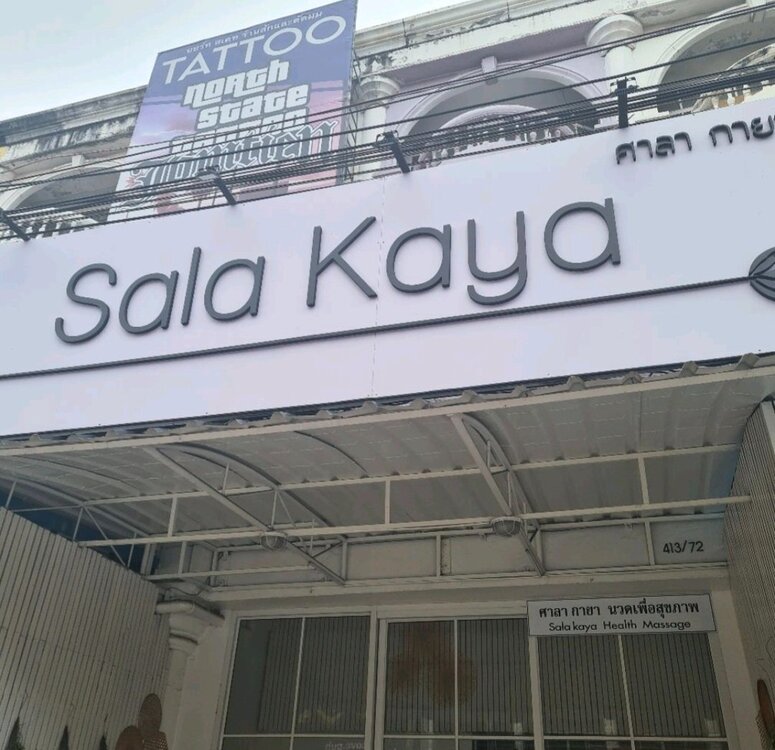 TATTOO
NORTH
STATE
Sala Kaya
ศาลา กาย
413/72
ศาลา กายา นวดเพื่อสุขภาพ
Sala kaya Health Massage